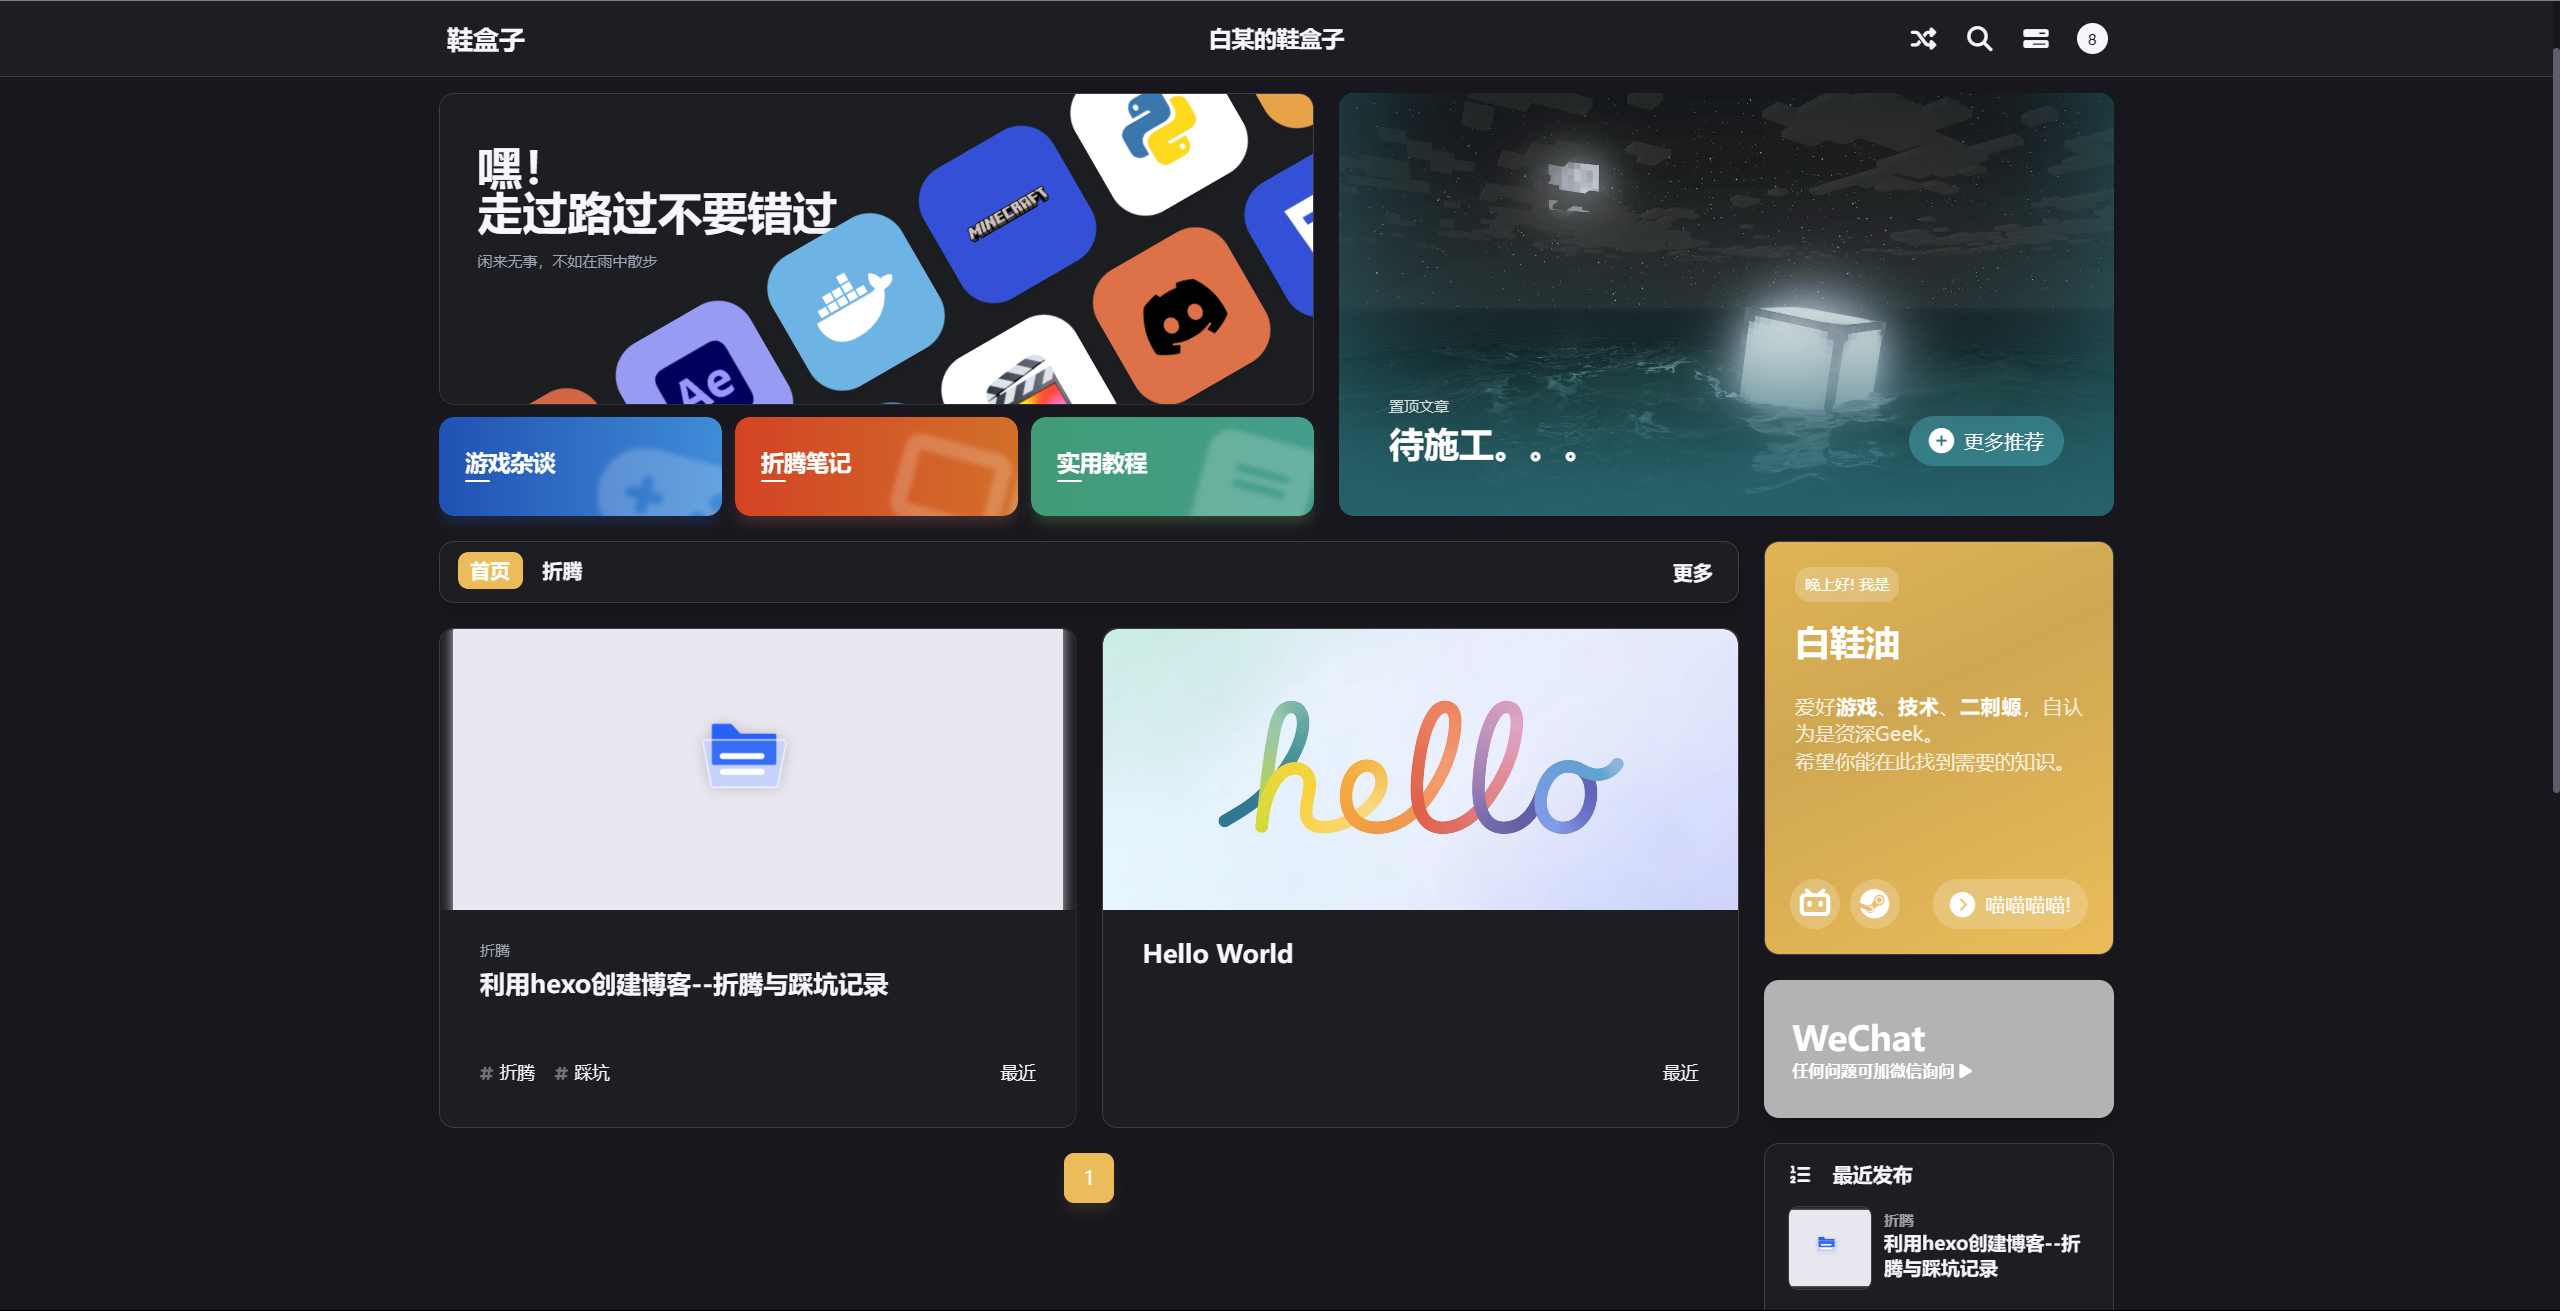 鞋盒子
白某的鞋盒子
8
嘿！
走过路过不要错过
闲来无事，不如在雨中散步
MINECRAFT
Ae
置顶文章
待施工。。。
更多推荐
游戏杂谈
折腾笔记
实用教程
首页
折腾
更多
hello
折腾
利用hexo创建博客--折腾与踩坑记录
# 折腾 # 踩坑
最近
Hello World
最近
1
晚上好! 我是
白鞋油
爱好游戏、技术、二刺螈，自认
为是资深Geek。
希望你能在此找到需要的知识。
喵喵喵喵!
WeChat
任何问题可加微信询问
最近发布
折腾
利用hexo创建博客--折
腾与踩坑记录